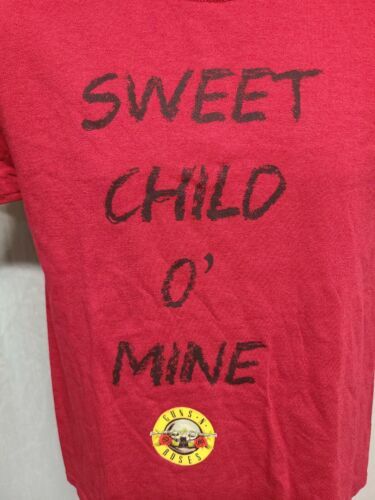 SWEET
CHILD
O'
MINE
GUNS N'
ROSES